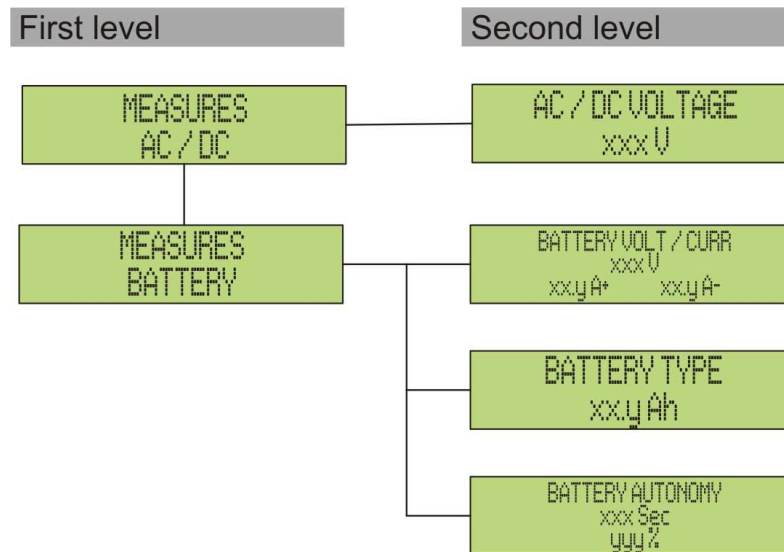 First level
Second level
MEASURES
AC / DC
AC / DC VOLTAGE
xxx V
MEASURES
BATTERY
BATTERY VOLT / CURR
xxx V
xx.y A+ xx.y A-
BATTERY TYPE
xx.y Ah
BATTERY AUTONOMY
xxx Sec
yyy %